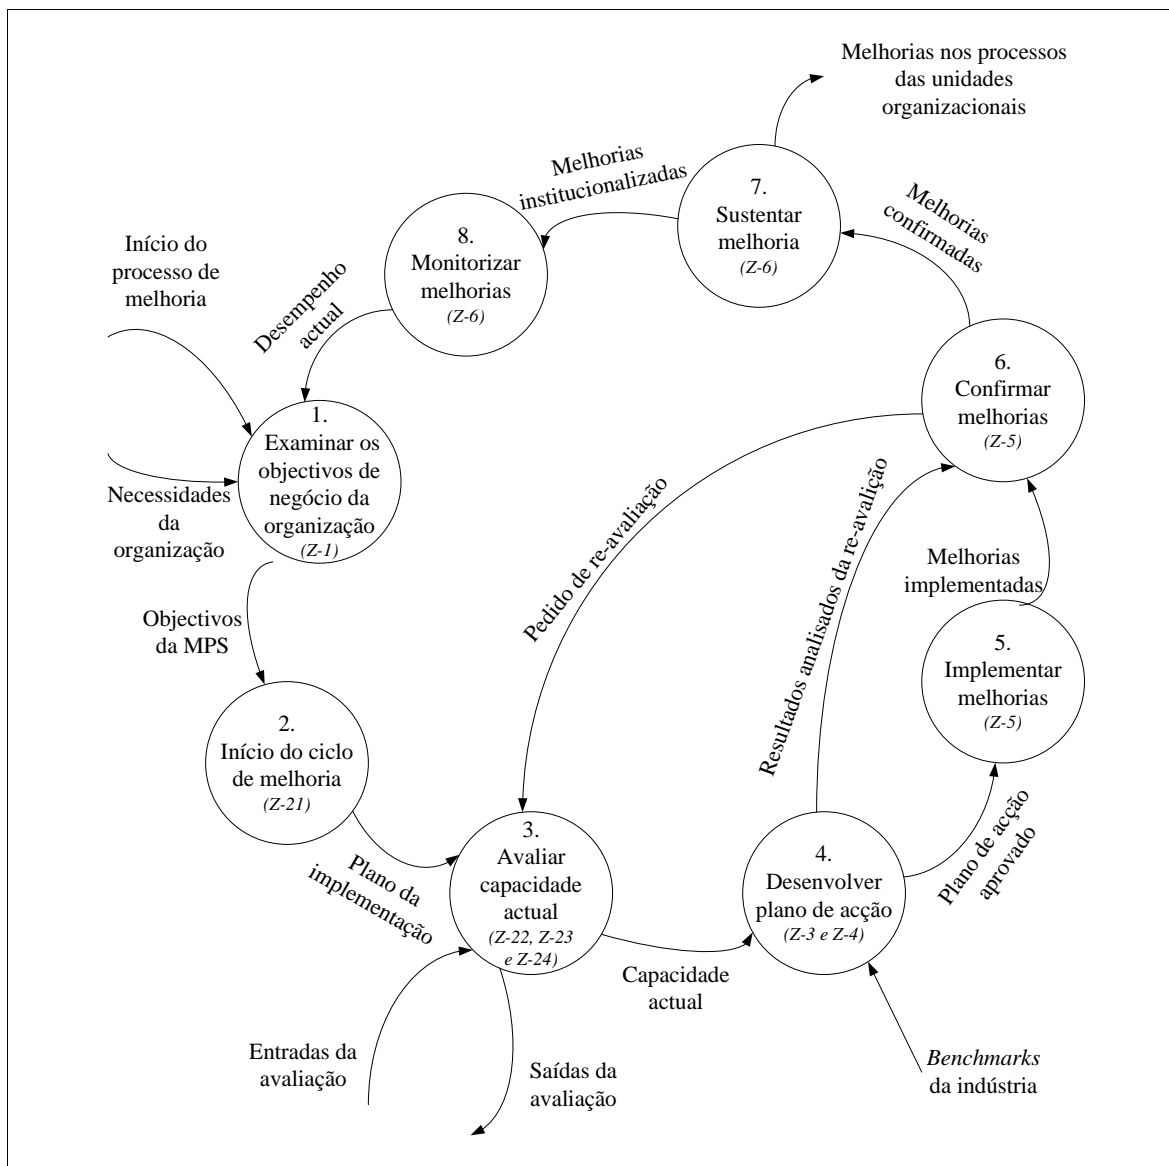 Melhorias nos processos
das unidades
organizacionais
Melhorias
institucionalizadas
7.
Sustentar
melhoria
(Z-6)
Melhorias
confirmadas
8.
Monitorizar
melhorias
(Z-6)
Início do
processo de
melhoria
Desempenho
actual
6.
Confirmar
melhorias
(Z-5)
1.
Examinar os
objectivos de
negócio da
organização
(Z-1)
Necessidades
da
organização
Pedido de re-avaliação
Resultados analisados da re-avalição
Melhorias
implementadas
Objectivos
da MPS
5.
Implementar
melhorias
(Z-5)
2.
Início do ciclo
de melhoria
(Z-21)
Plano da
implementação
3.
Avaliar
capacidade
actual
(Z-22, Z-23
e Z-24)
4.
Desenvolver
plano de acção
(Z-3 e Z-4)
Plano de acção
aprovado
Capacidade
actual
Entradas da
avaliação
Saídas da
avaliação
Benchmarks
da indústria